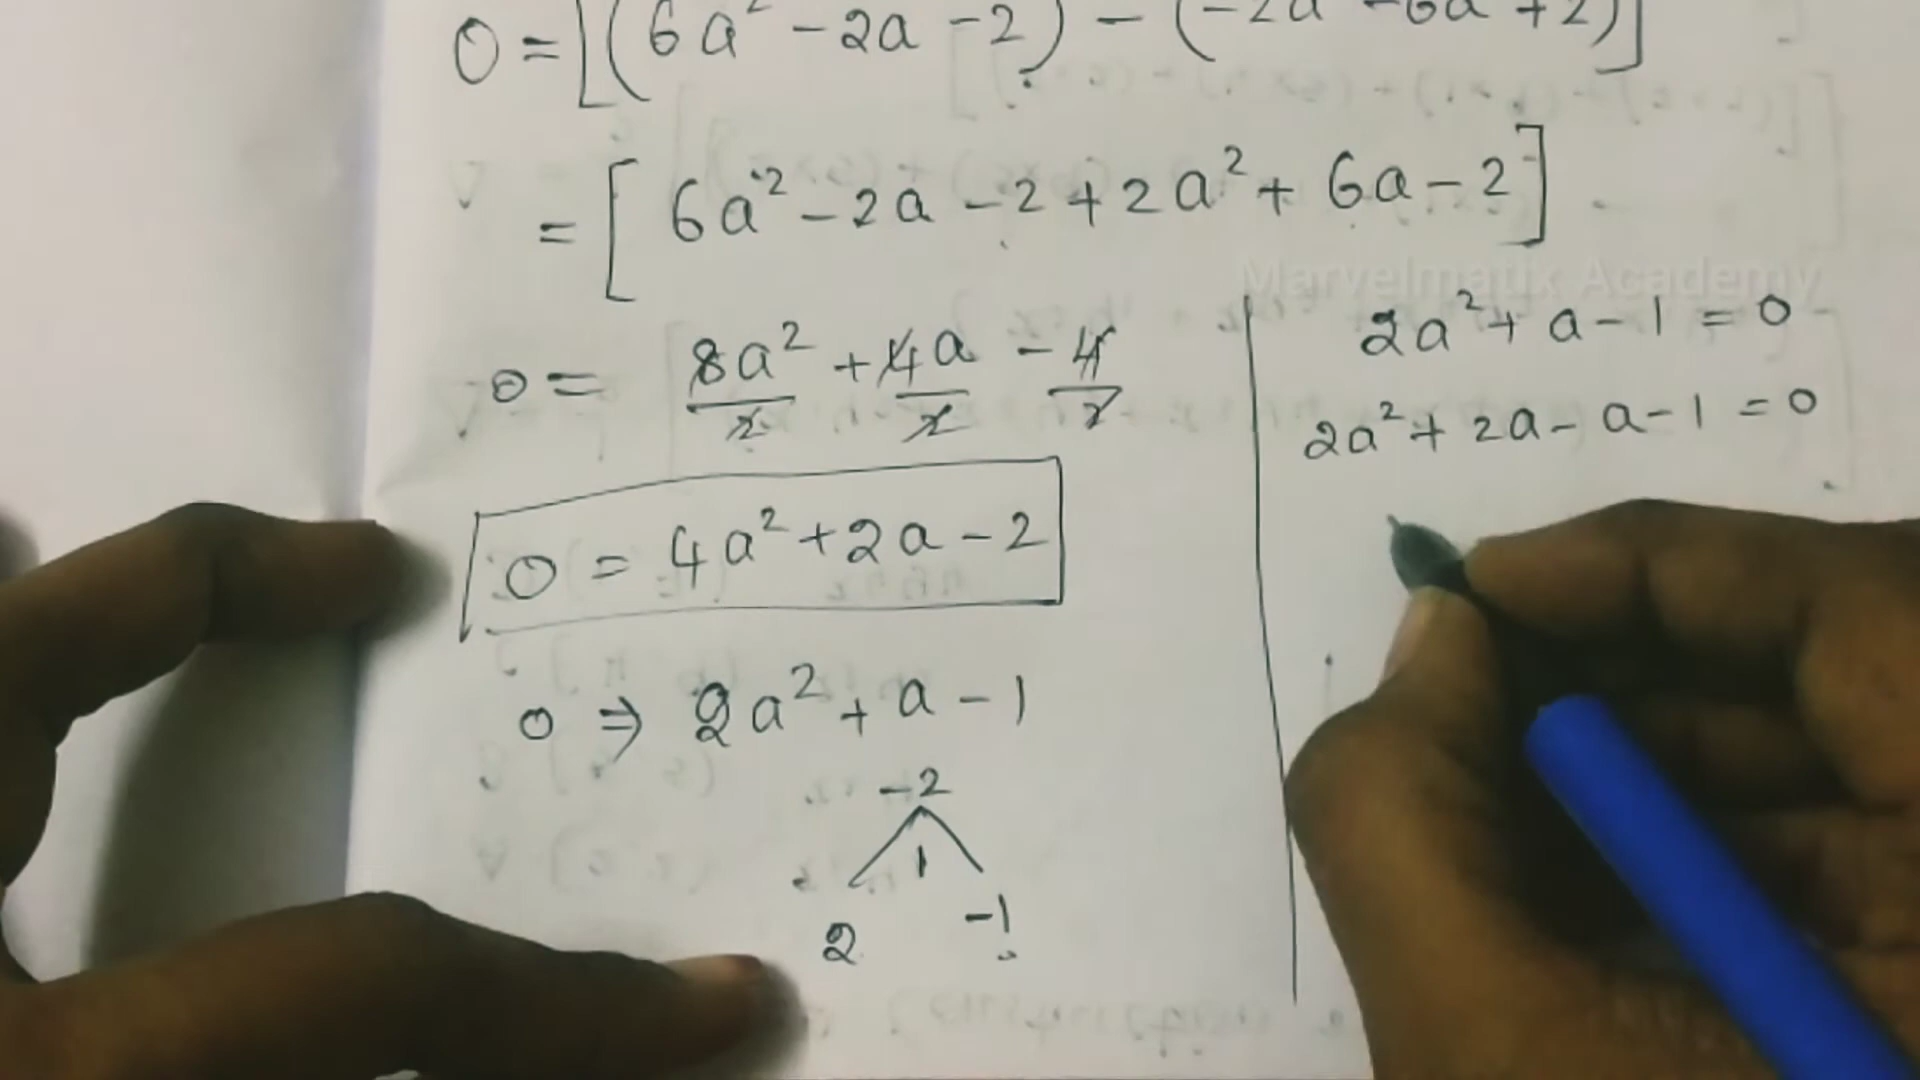 0 = [(6a² - 2a - 2) - (-2a² - 6a + 2)]
= [6a² - 2a - 2 + 2a² + 6a - 2]
0 = 8a²/2 + 4a/2 - 4/2
0 = 4a² + 2a - 2
0 ⇒ 2a² + a - 1
-2
1
2 -1
Marvelmatix Academy
2a² + a - 1 = 0
2a² + 2a - a - 1 = 0